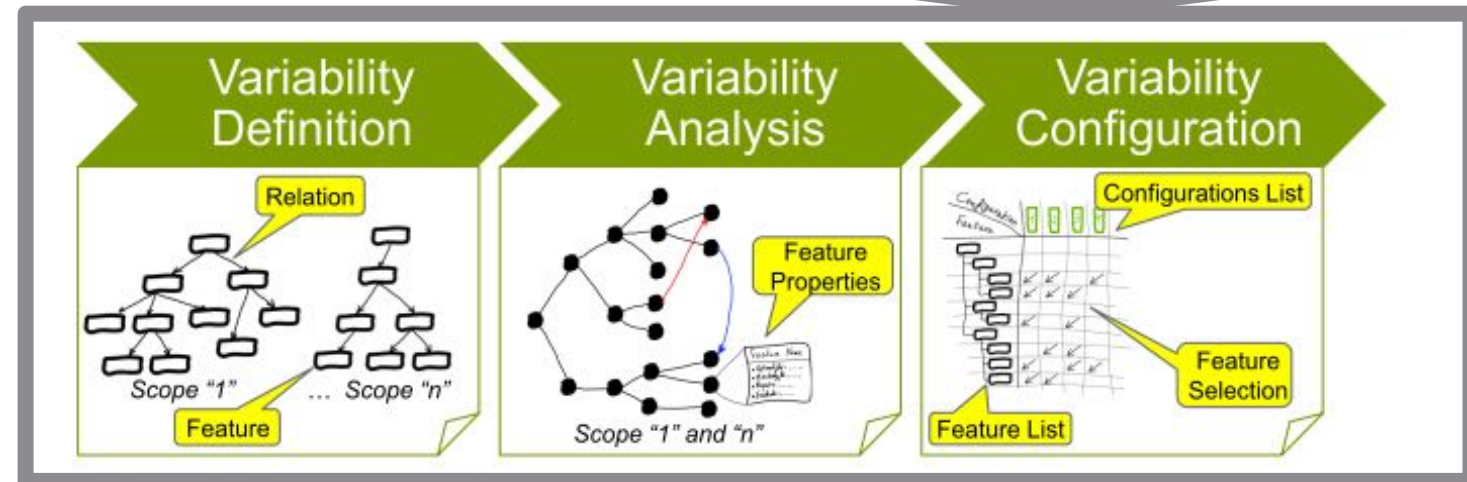 Variability
Definition
Variability
Analysis
Variability
Configuration
Relation
Scope "1"
... Scope "n"
Feature
Feature
Properties
Scope "1" and "n"
Configurations List
Configuration
Feature
Feature
Selection
Feature List